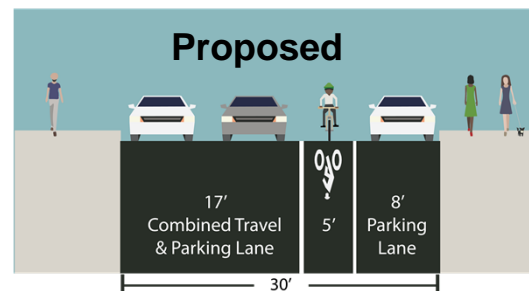 Proposed
17’
Combined Travel
& Parking Lane
5’
8’
Parking
Lane
30’